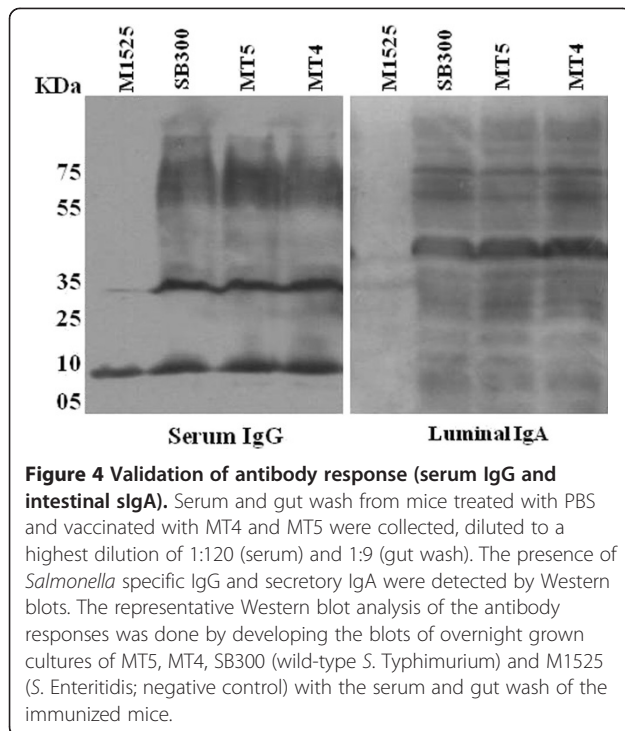 M1525 SB300 MT5 MT4 M1525 SB300 MT5 MT4
KDa
75
55
35
25
10
05
Serum IgG Luminal IgA
Figure 4 Validation of antibody response (serum IgG and
intestinal sIgA). Serum and gut wash from mice treated with PBS
and vaccinated with MT4 and MT5 were collected, diluted to a
highest dilution of 1:120 (serum) and 1:9 (gut wash). The presence of
Salmonella specific IgG and secretory IgA were detected by Western
blots. The representative Western blot analysis of the antibody
responses was done by developing the blots of overnight grown
cultures of MT5, MT4, SB300 (wild-type S. Typhimurium) and M1525
(S. Enteritidis; negative control) with the serum and gut wash of the
immunized mice.